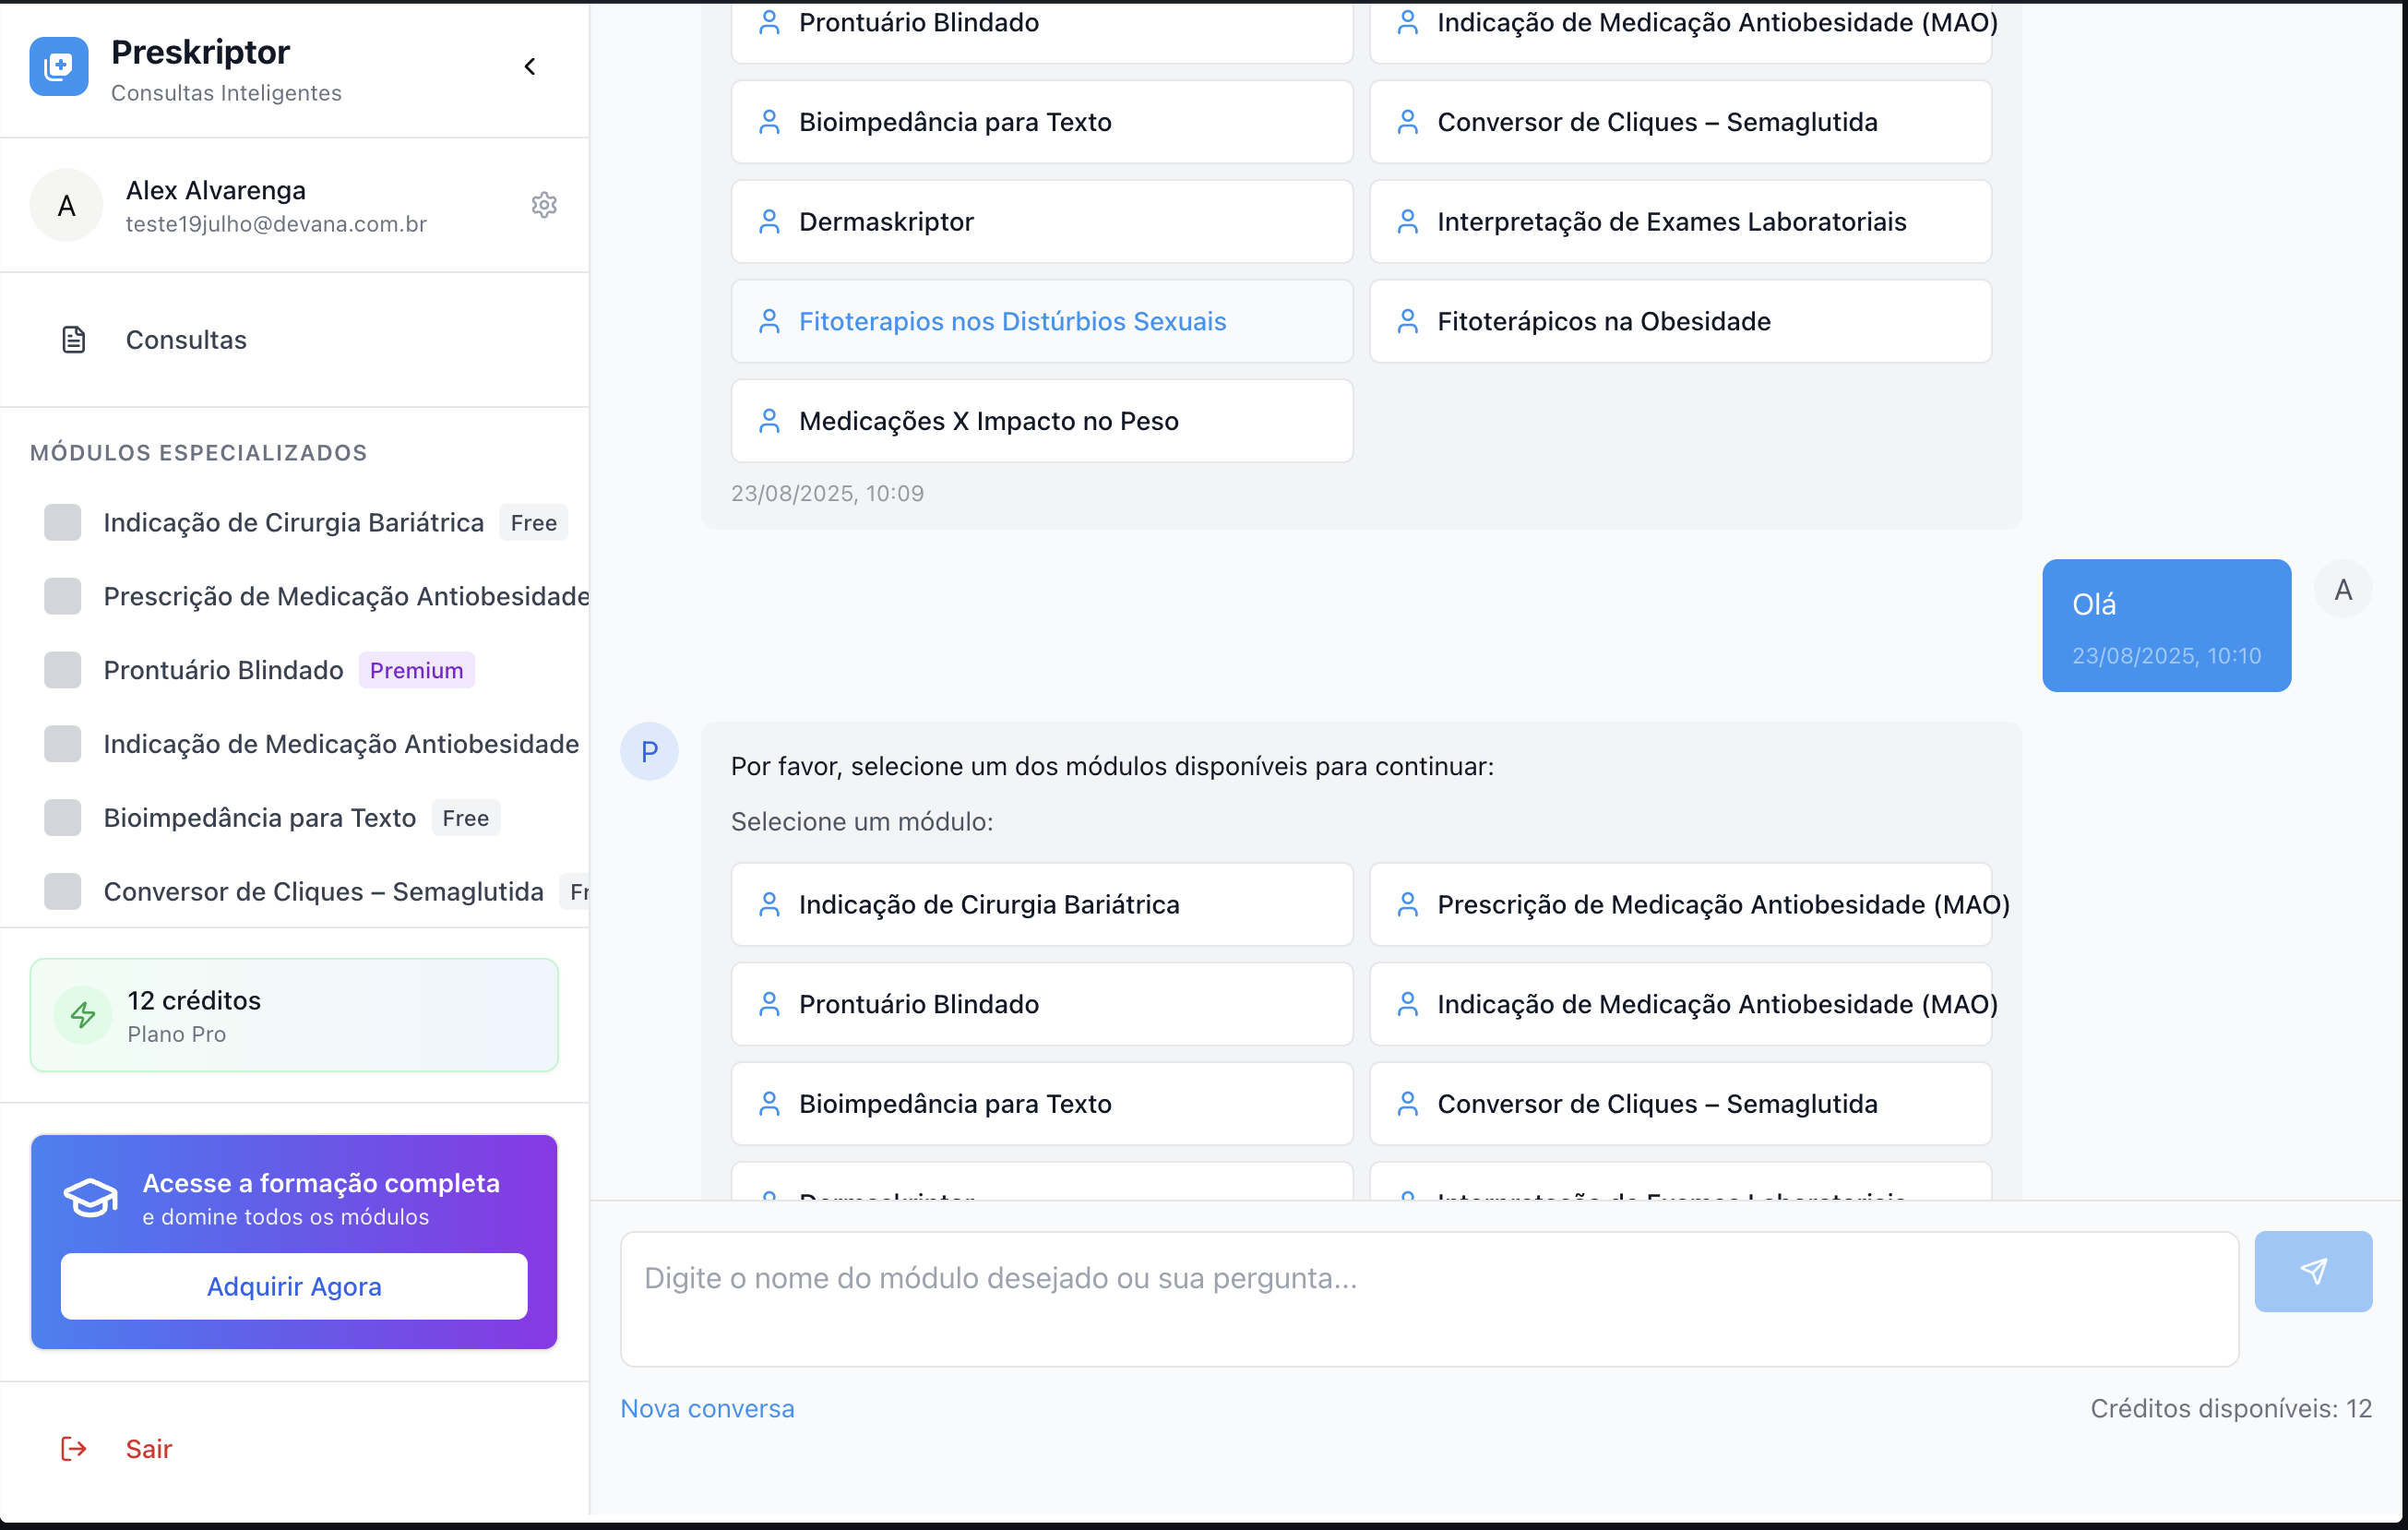 Preskriptor
Consultas Inteligentes
A
Alex Alvarenga
teste19julho@devana.com.br
Consultas
MÓDULOS ESPECIALIZADOS
Indicação de Cirurgia Bariátrica Free
Prescrição de Medicação Antiobesidade
Prontuário Blindado Premium
Indicação de Medicação Antiobesidade
Bioimpedância para Texto Free
Conversor de Cliques – Semaglutida Fr
12 créditos
Plano Pro
Acesse a formação completa
e domine todos os módulos
Adquirir Agora
Sair
Prontuário Blindado
Indicação de Medicação Antiobesidade (MAO)
Bioimpedância para Texto
Conversor de Cliques – Semaglutida
Dermaskriptor
Interpretação de Exames Laboratoriais
Fitoterapios nos Distúrbios Sexuais
Fitoterápicos na Obesidade
Medicações X Impacto no Peso
23/08/2025, 10:09
Olá
23/08/2025, 10:10
A
P
Por favor, selecione um dos módulos disponíveis para continuar:
Selecione um módulo:
Indicação de Cirurgia Bariátrica
Prescrição de Medicação Antiobesidade (MAO)
Prontuário Blindado
Indicação de Medicação Antiobesidade (MAO)
Bioimpedância para Texto
Conversor de Cliques – Semaglutida
Dermaskriptor
Interpretação de Exames Laboratoriais
Digite o nome do módulo desejado ou sua pergunta...
Nova conversa
Créditos disponíveis: 12